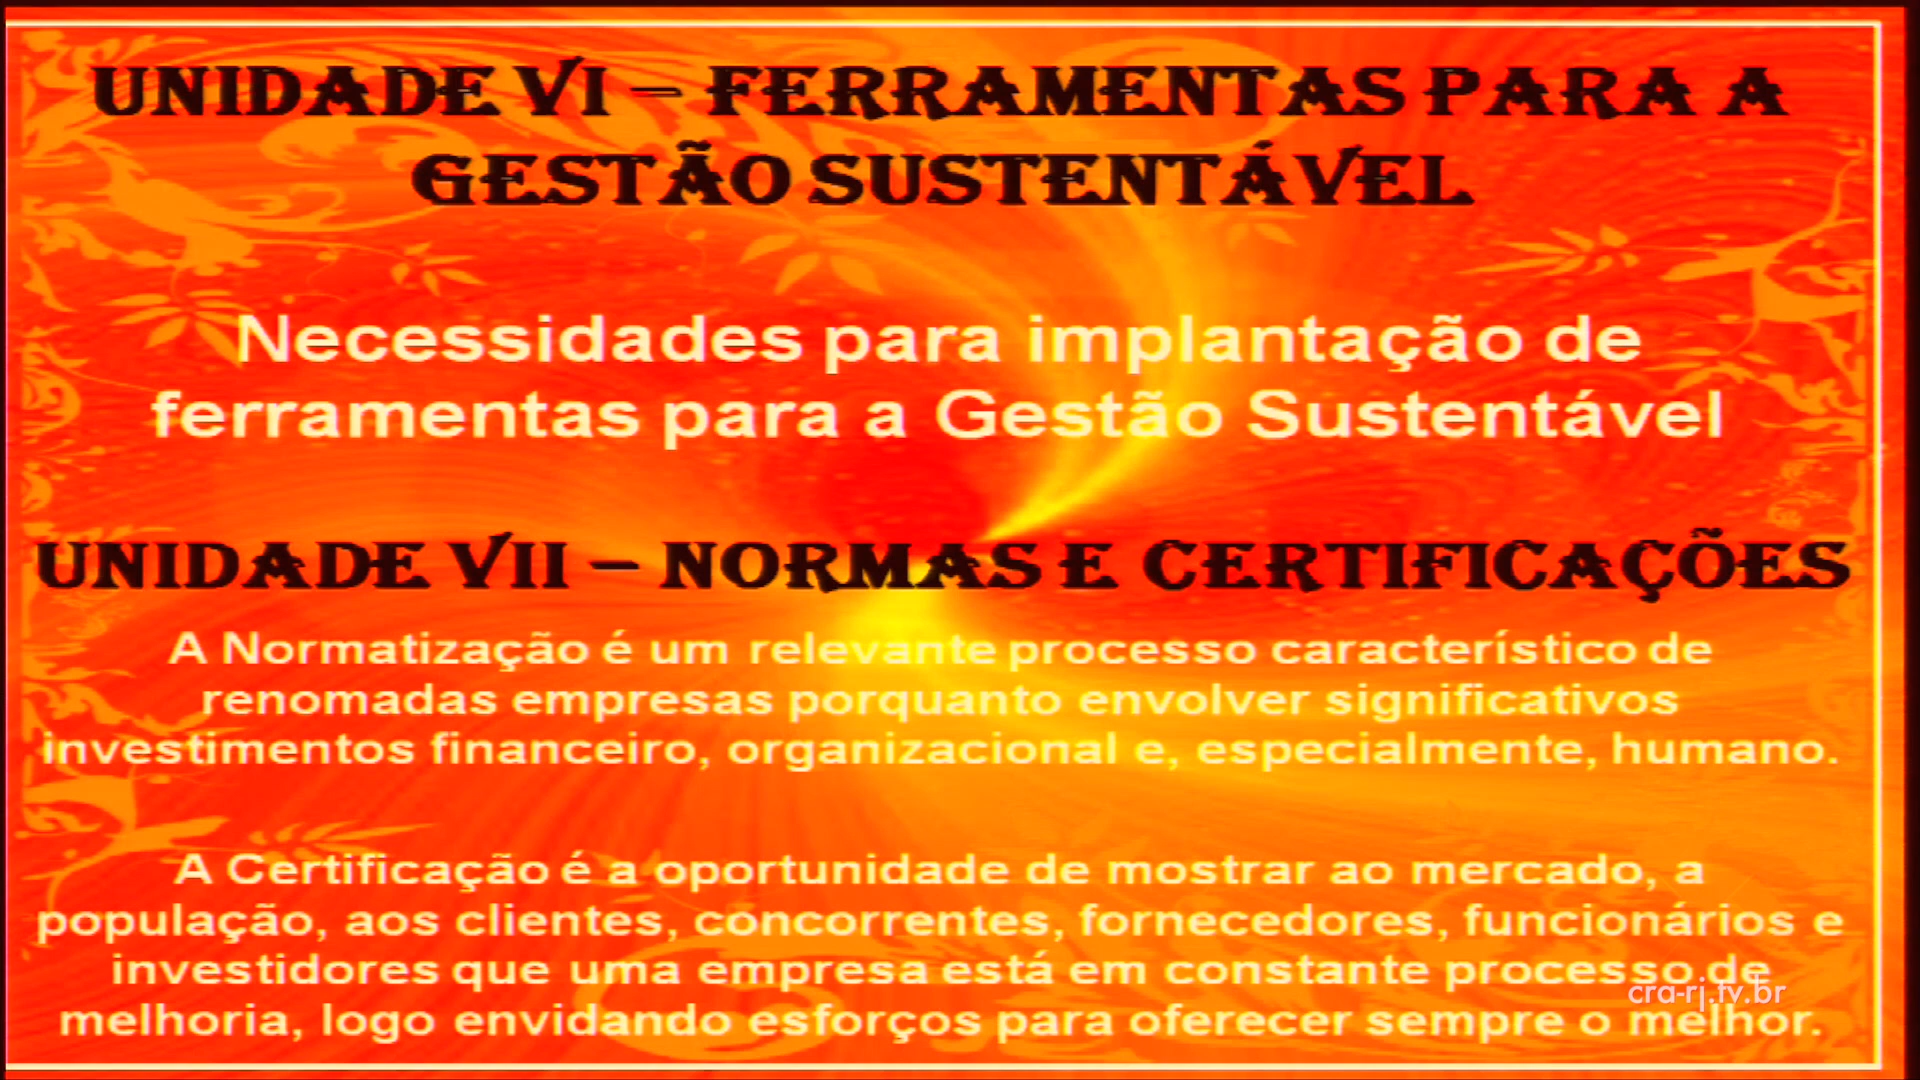 UNIDADE VI – FERRAMENTAS PARA A
GESTÃO SUSTENTÁVEL
Necessidades para implantação de
ferramentas para a Gestão Sustentável
UNIDADE VII – NORMAS E CERTIFICAÇÕES
A Normatização é um relevante processo característico de
renomadas empresas porquanto envolver significativos
investimentos financeiro, organizacional e, especialmente, humano.
A Certificação é a oportunidade de mostrar ao mercado, a
população, aos clientes, concorrentes, fornecedores, funcionários e
investidores que uma empresa está em constante processo de
melhoria, logo envidando esforços para oferecer sempre o melhor.
cra-rj.tv.br